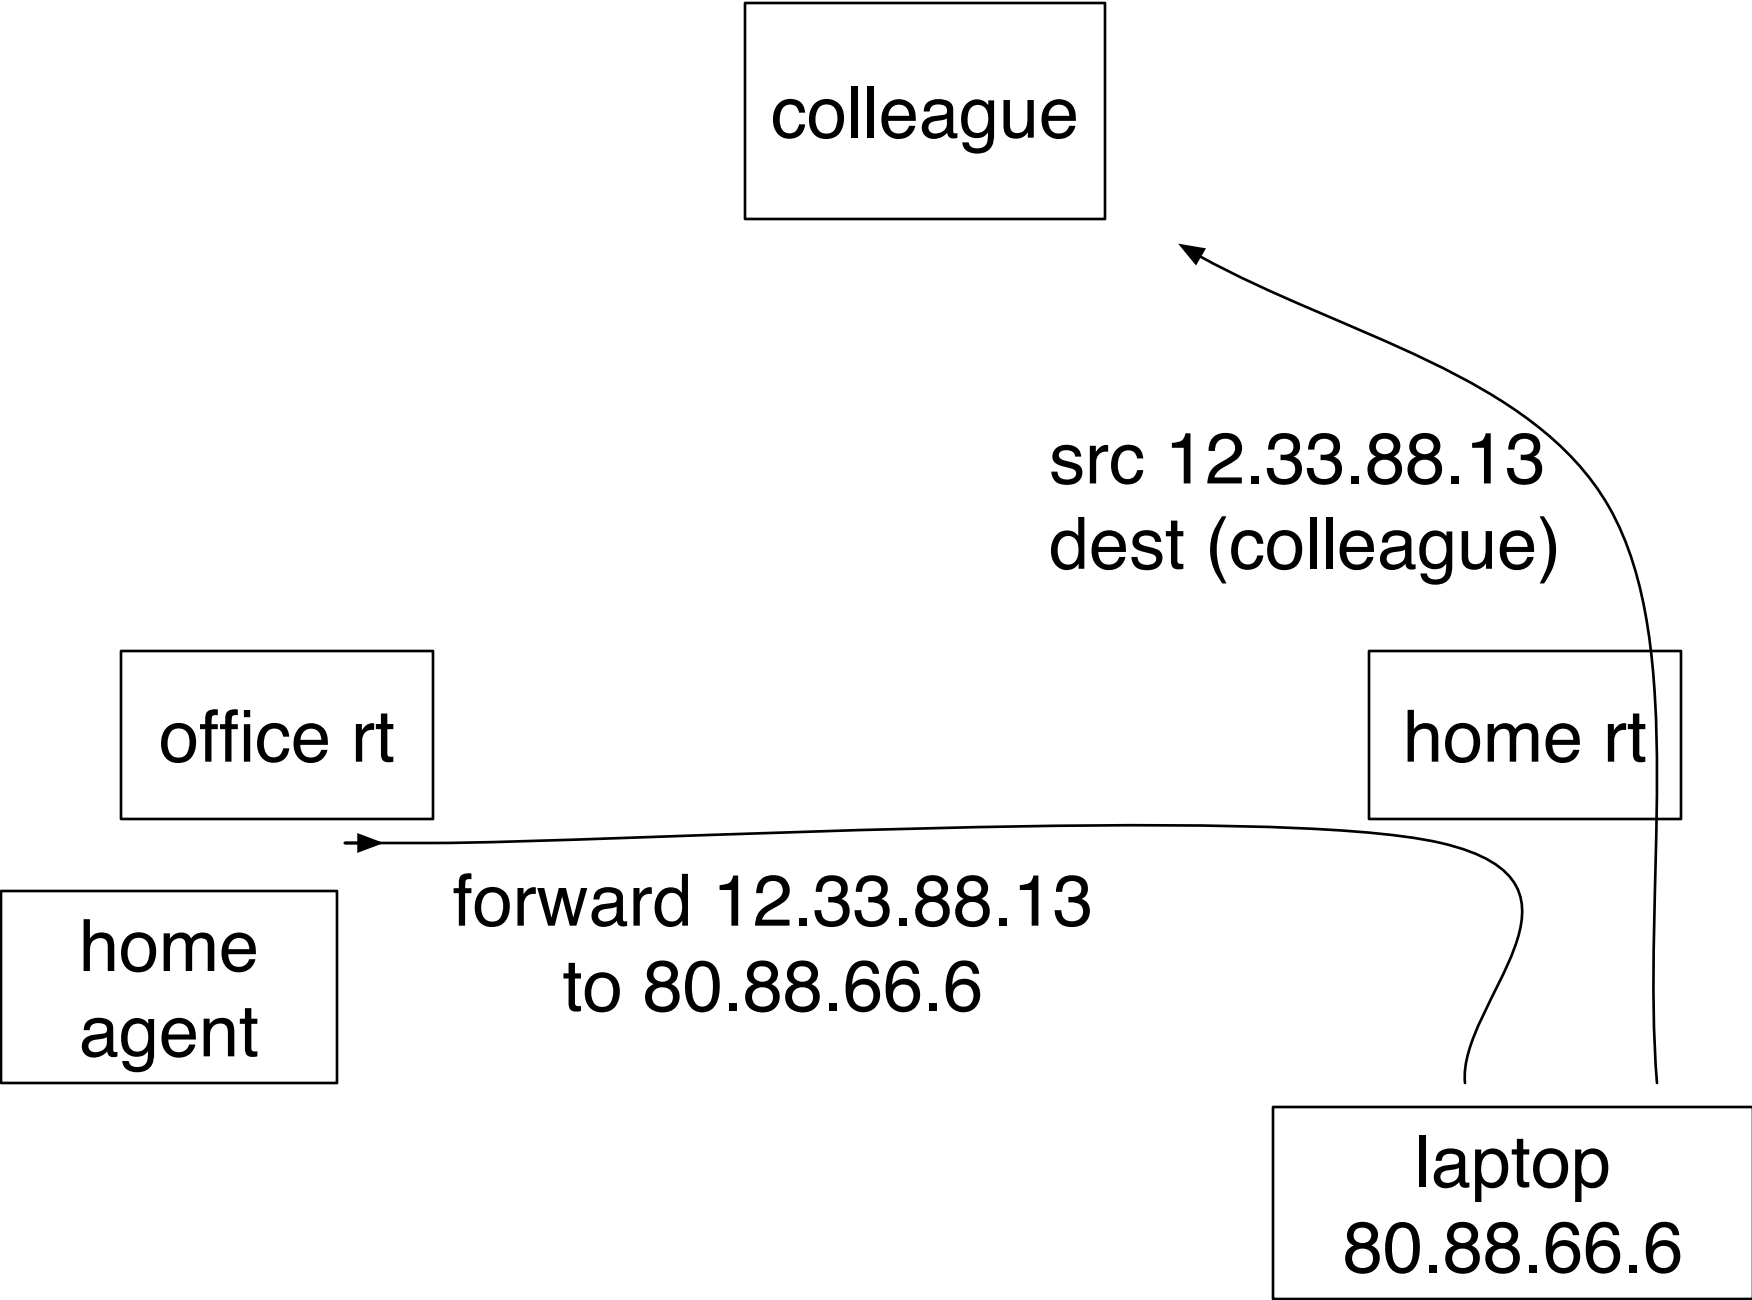 colleague
src 12.33.88.13
dest (colleague)
office rt
home rt
forward 12.33.88.13
to 80.88.66.6
home
agent
laptop
80.88.66.6